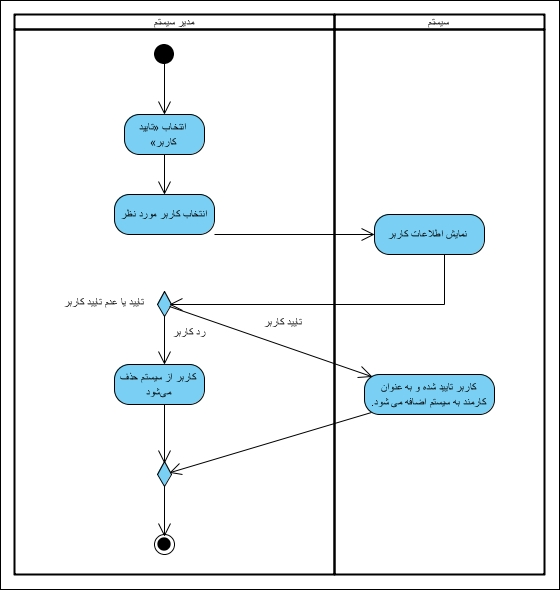 مدیر سیستم
سیستم
انتخاب «تایید
کاربر»
انتخاب کاربر مورد نظر
نمایش اطلاعات کاربر
تایید یا عدم تایید کاربر
تایید کاربر
رد کاربر
کاربر از سیستم حذف
می‌شود
کاربر تایید شده و به عنوان
کارمند به سیستم اضافه می شود.